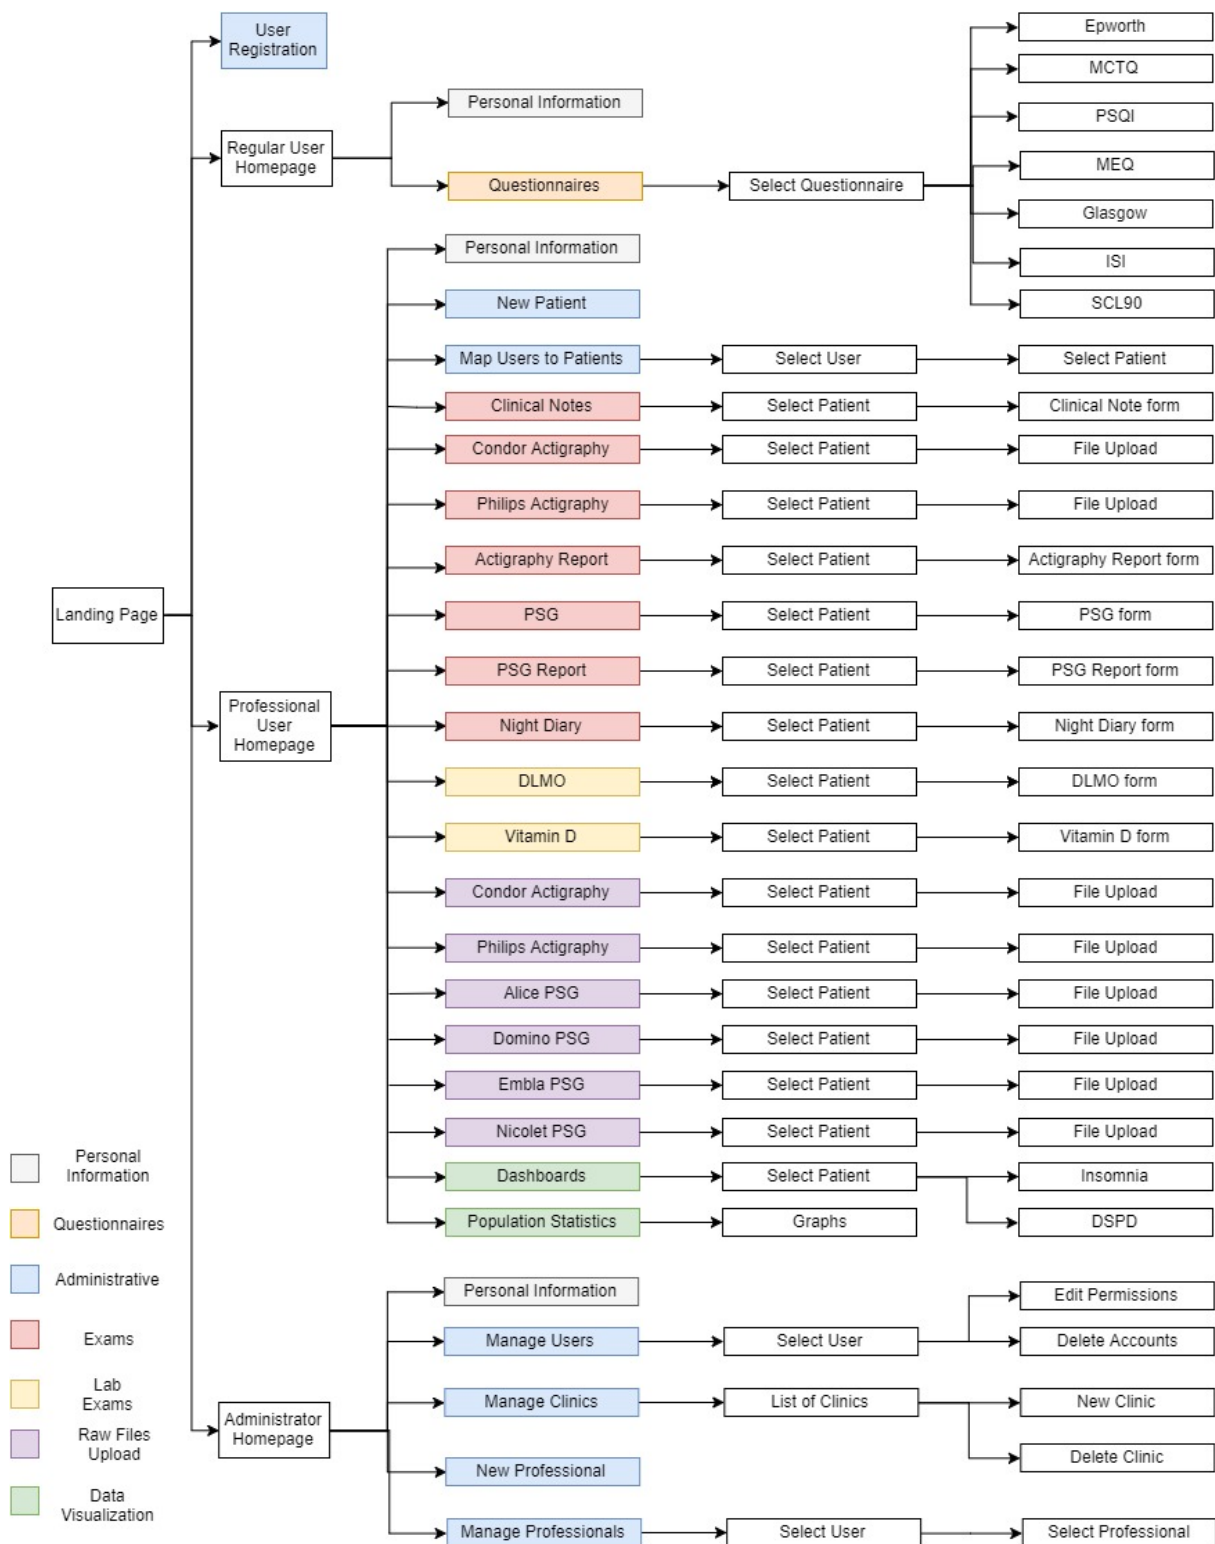 User
Registration
Epworth
MCTQ
Personal Information
PSQI
Regular User
Homepage
MEQ
Questionnaires
Select Questionnaire
Glasgow
Personal Information
ISI
New Patient
SCL90
Map Users to Patients
Select User
Select Patient
Clinical Notes
Select Patient
Clinical Note form
Condor Actigraphy
Select Patient
File Upload
Philips Actigraphy
Select Patient
File Upload
Actigraphy Report
Select Patient
Actigraphy Report form
Landing Page
PSG
Select Patient
PSG form
PSG Report
Select Patient
PSG Report form
Professional
User
Homepage
Night Diary
Select Patient
Night Diary form
DLMO
Select Patient
DLMO form
Vitamin D
Select Patient
Vitamin D form
Condor Actigraphy
Select Patient
File Upload
Philips Actigraphy
Select Patient
File Upload
Alice PSG
Select Patient
File Upload
Domino PSG
Select Patient
File Upload
Embla PSG
Select Patient
File Upload
Nicolet PSG
Select Patient
File Upload
Dashboards
Select Patient
Insomnia
Population Statistics
Graphs
DSPD
Personal Information
Edit Permissions
Manage Users
Select User
Delete Accounts
Manage Clinics
List of Clinics
New Clinic
Administrator
Homepage
Delete Clinic
New Professional
Manage Professionals
Select User
Select Professional
Personal
Information
Questionnaires
Administrative
Exams
Lab
Exams
Raw Files
Upload
Data
Visualization